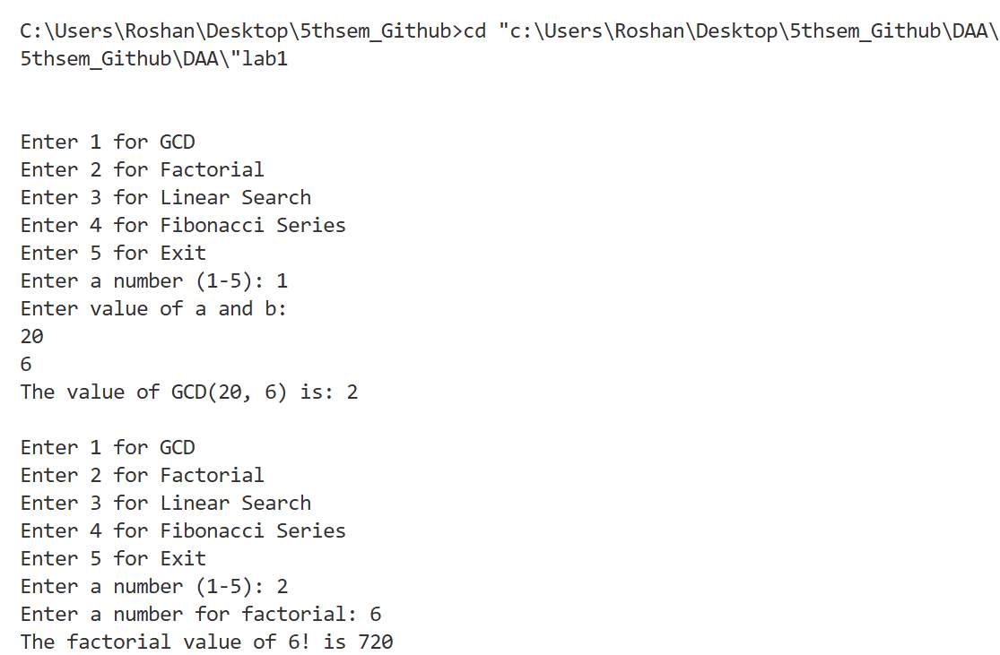 C:\Users\Roshan\Desktop\5thsem_Github>cd "c:\Users\Roshan\Desktop\5thsem_Github\DAA\
5thsem_Github\DAA\"lab1
Enter 1 for GCD
Enter 2 for Factorial
Enter 3 for Linear Search
Enter 4 for Fibonacci Series
Enter 5 for Exit
Enter a number (1-5): 1
Enter value of a and b:
20
6
The value of GCD(20, 6) is: 2
Enter 1 for GCD
Enter 2 for Factorial
Enter 3 for Linear Search
Enter 4 for Fibonacci Series
Enter 5 for Exit
Enter a number (1-5): 2
Enter a number for factorial: 6
The factorial value of 6! is 720